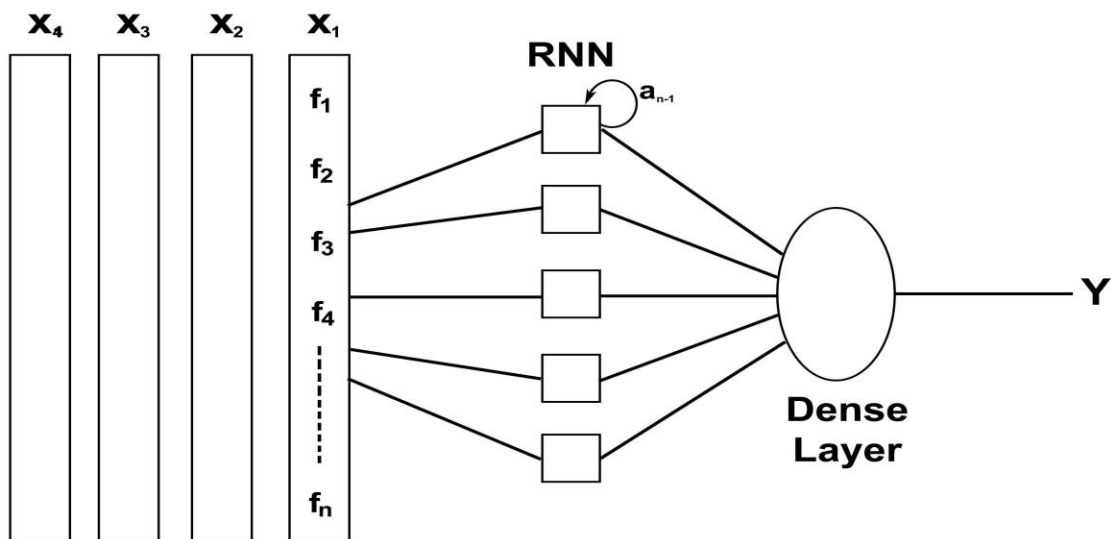 X₄ X₃ X₂ X₁
RNN
aₙ₋₁
f₁
f₂
f₃
f₄
fₙ
Y
Dense
Layer